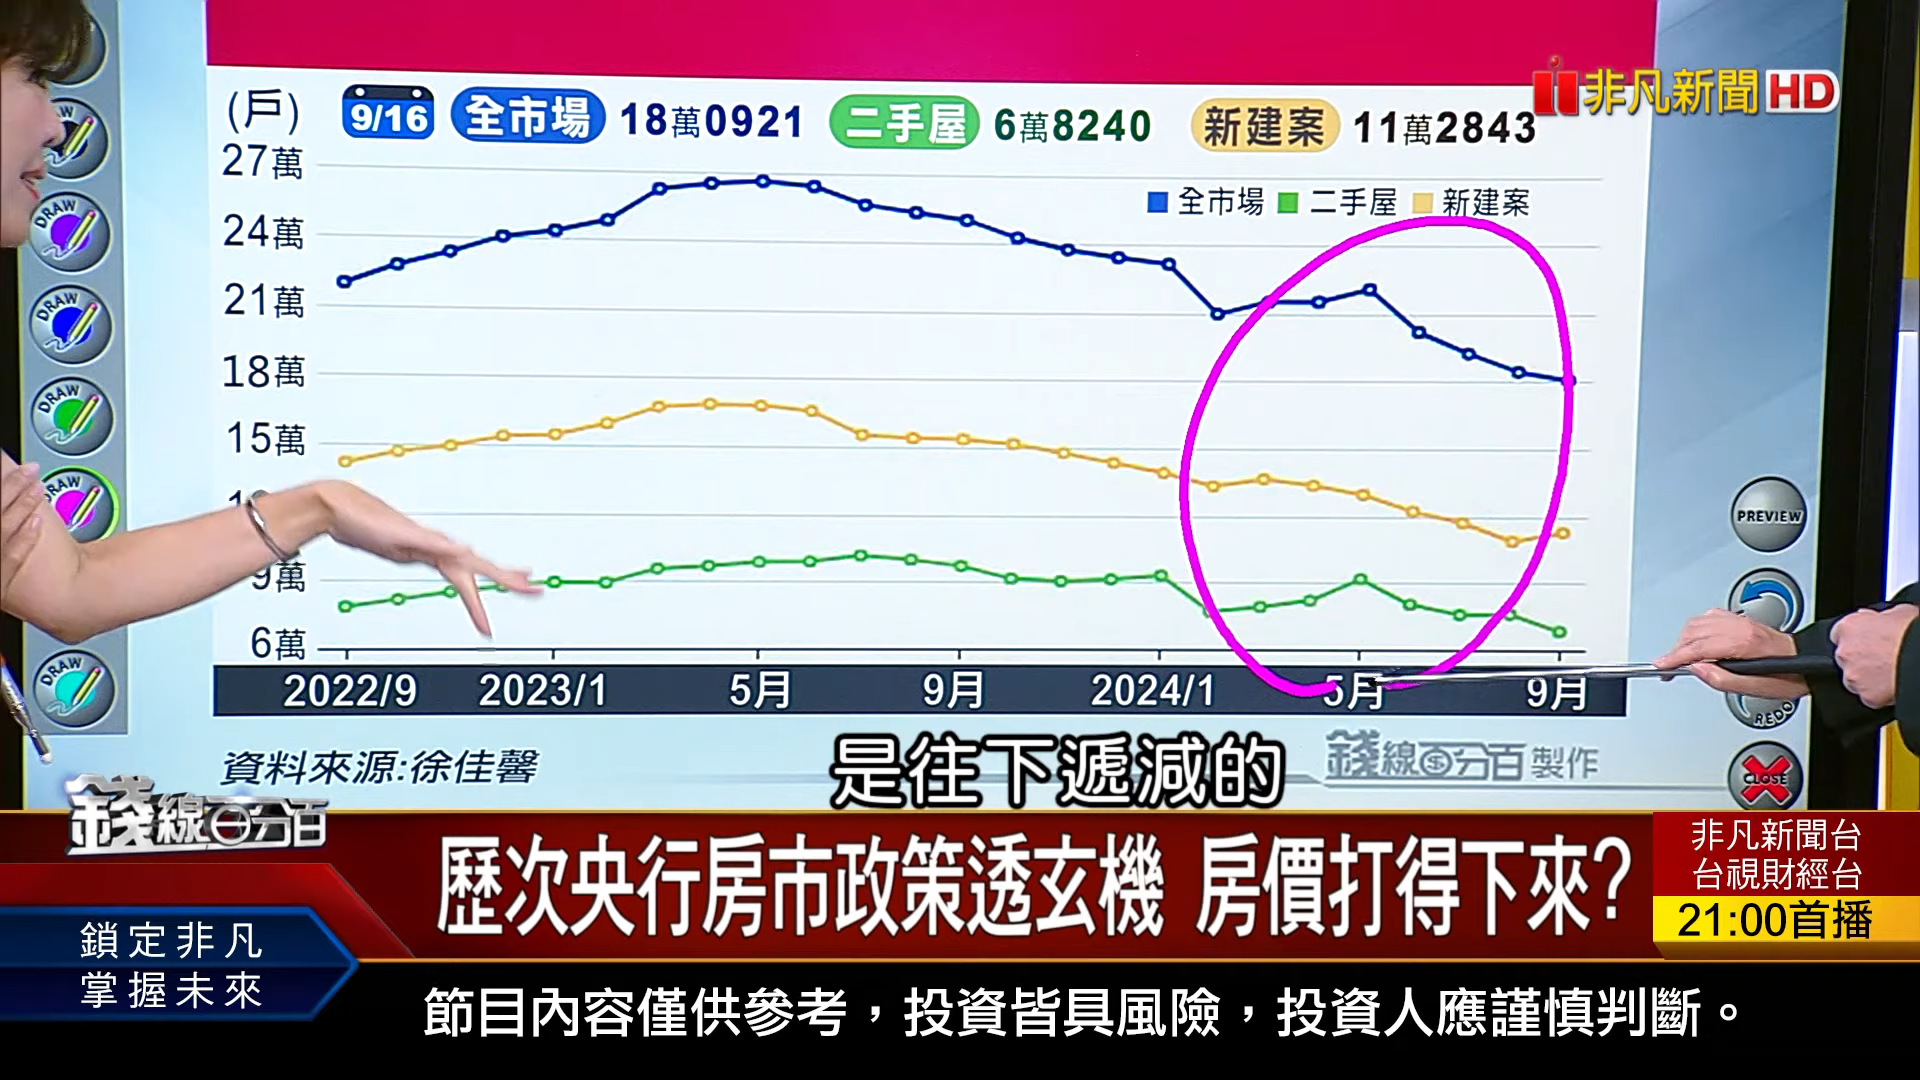 非凡新聞HD
(戶) 9/16 全市場 18萬0921 二手屋 6萬8240 新建案 11萬2843
全市場 二手屋 新建案
27萬
24萬
21萬
18萬
15萬
9萬
6萬
2022/9 2023/1 5月 9月 2024/1 5月 9月
資料來源:徐佳馨
錢線百分百 製作
DRAW
DRAW
DRAW
DRAW
DRAW
DRAW
PREVIEW
REDO
CLOSE
是往下遞減的
錢線百分百
歷次央行房市政策透玄機 房價打得下來?
非凡新聞台
台視財經台
21:00首播
鎖定非凡
掌握未來
節目內容僅供參考，投資皆具風險，投資人應謹慎判斷。